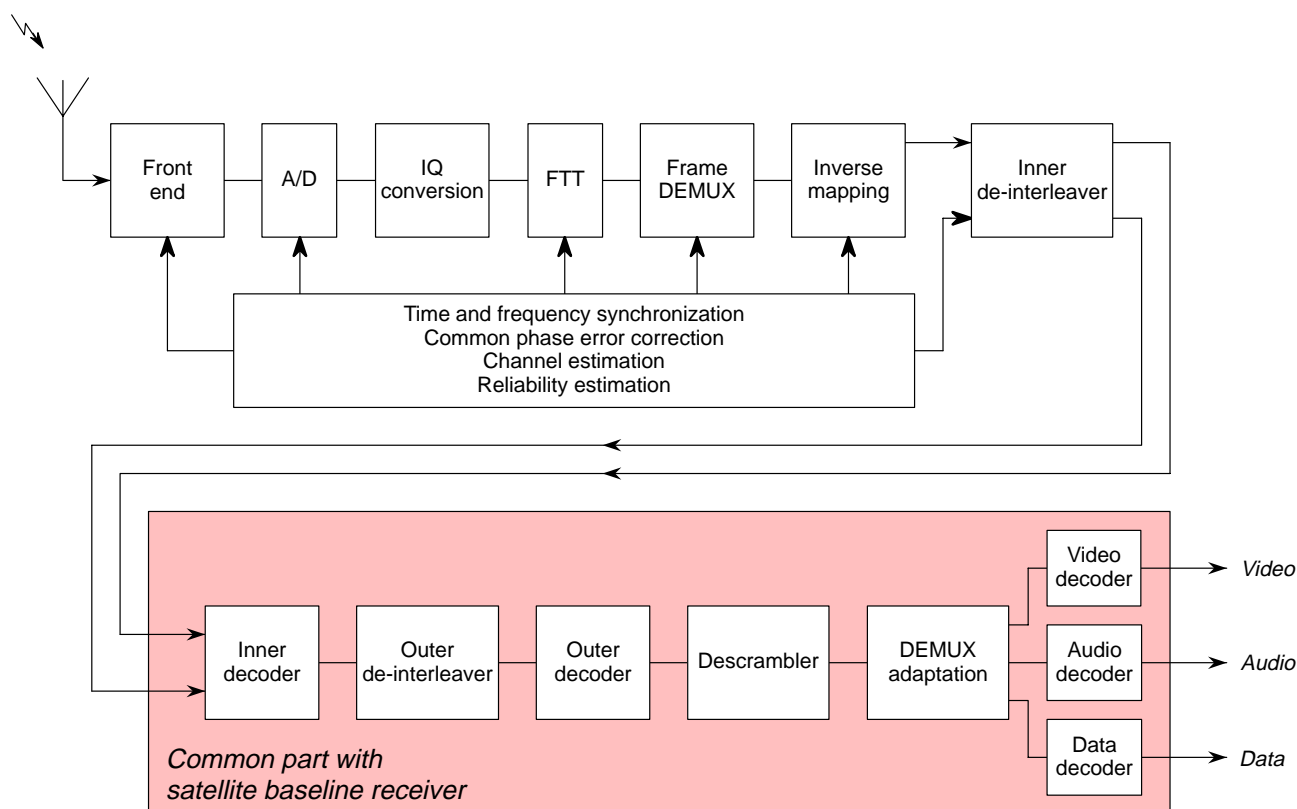 Front
end
A/D
IQ
conversion
FTT
Frame
DEMUX
Inverse
mapping
Inner
de-interleaver
Time and frequency synchronization
Common phase error correction
Channel estimation
Reliability estimation
Video
decoder
Video
Inner
decoder
Outer
de-interleaver
Outer
decoder
Descrambler
DEMUX
adaptation
Audio
decoder
Audio
Data
decoder
Data
Common part with
satellite baseline receiver